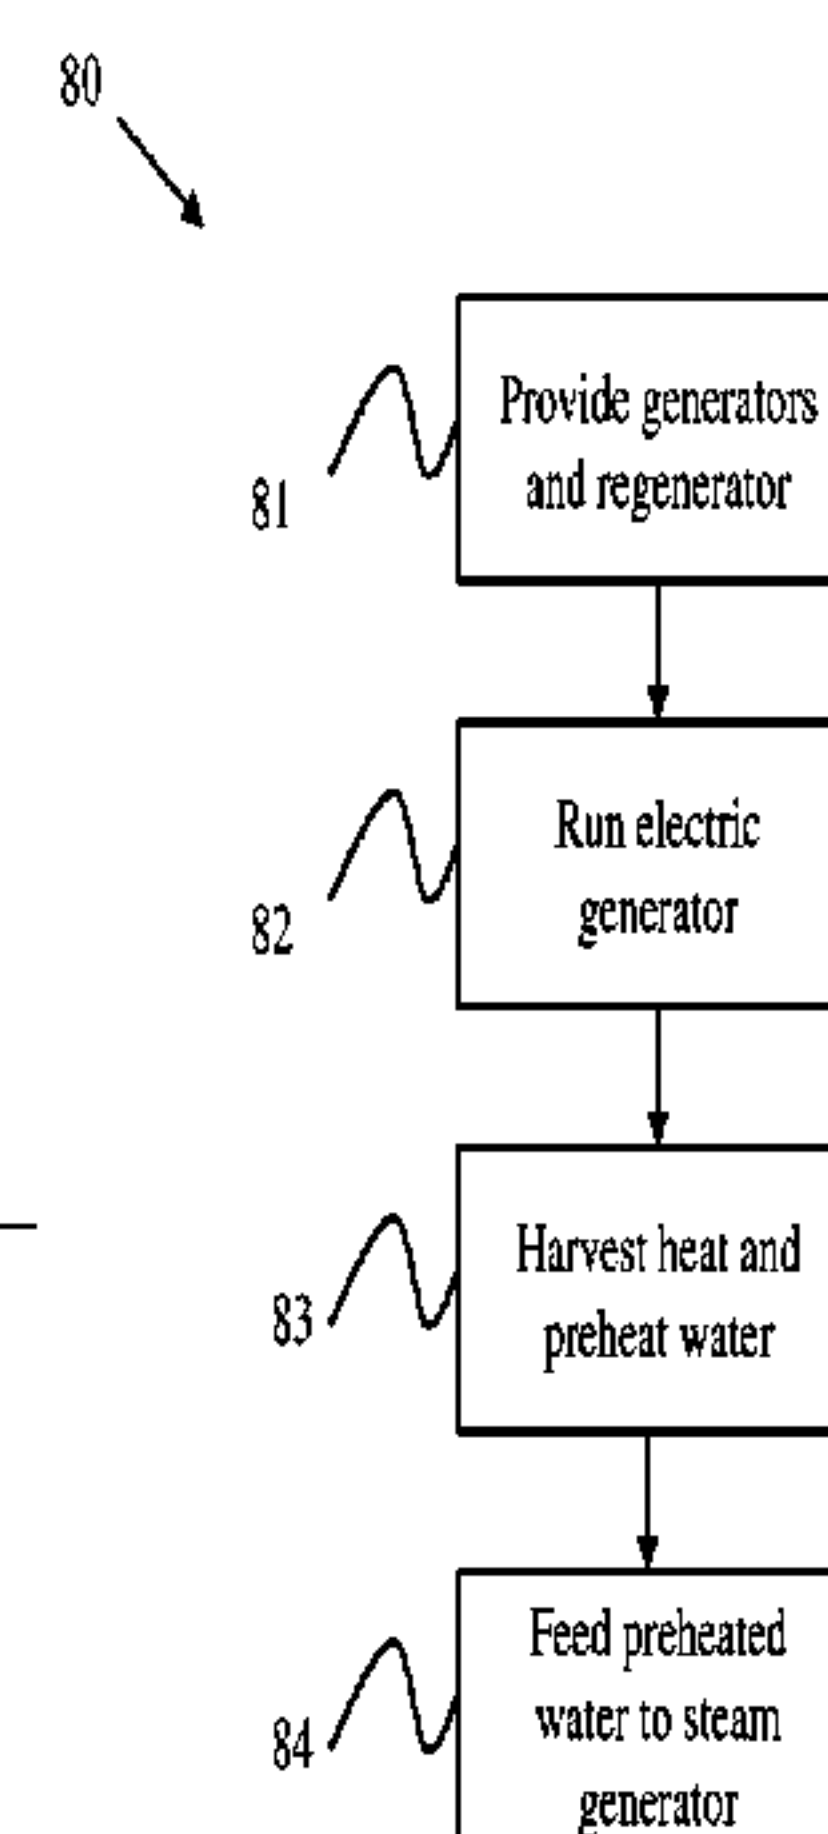 80
Provide generators
and regenerator
81
Run electric
generator
82
Harvest heat and
preheat water
83
Feed preheated
water to steam
generator
84